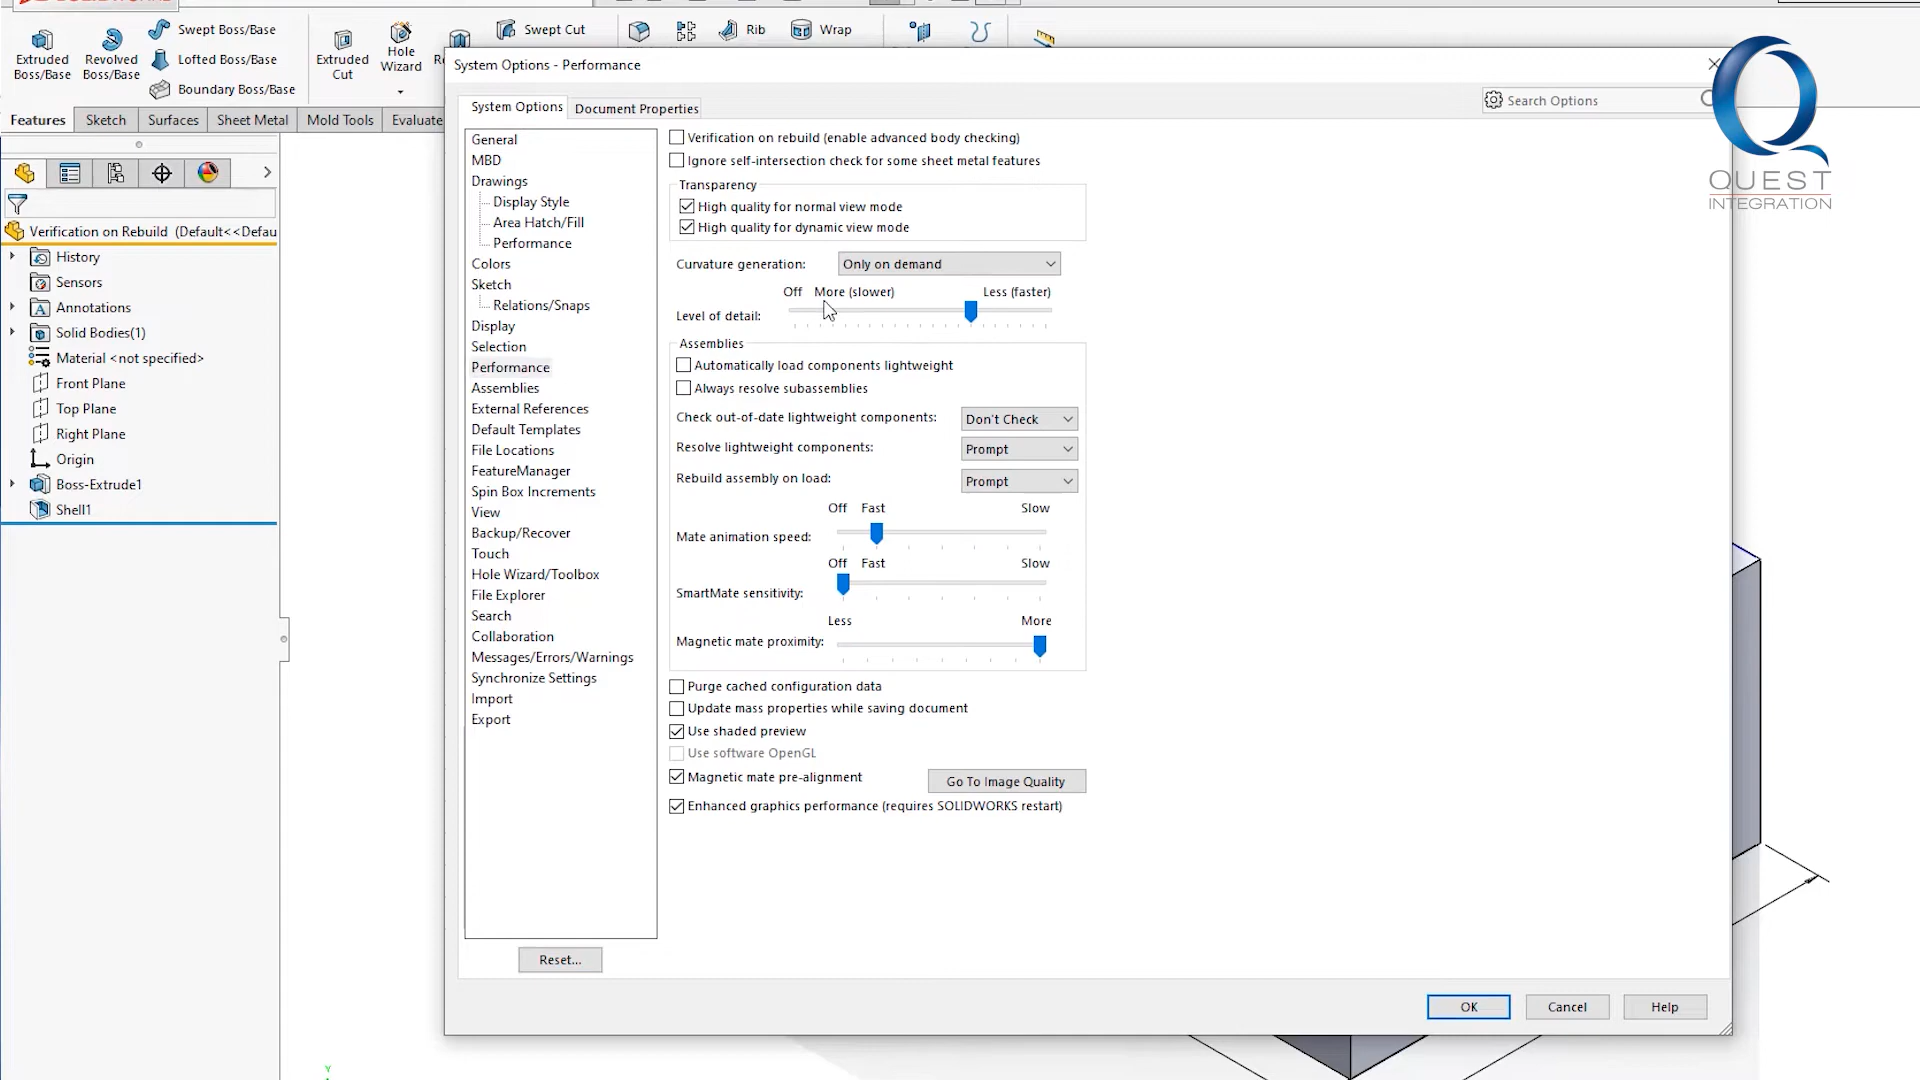 Extruded
Boss/Base
Revolved
Boss/Base
Swept Boss/Base
Lofted Boss/Base
Boundary Boss/Base
Extruded
Cut
Hole
Wizard
Swept Cut
Rib
Wrap
Features
Sketch
Surfaces
Sheet Metal
Mold Tools
Evaluate
Verification on Rebuild (Default<<Defau
History
Sensors
Annotations
Solid Bodies(1)
Material <not specified>
Front Plane
Top Plane
Right Plane
Origin
Boss-Extrude1
Shell1
System Options - Performance
System Options
Document Properties
Search Options
General
MBD
Drawings
Display Style
Area Hatch/Fill
Performance
Colors
Sketch
Relations/Snaps
Display
Selection
Performance
Assemblies
External References
Default Templates
File Locations
FeatureManager
Spin Box Increments
View
Backup/Recover
Touch
Hole Wizard/Toolbox
File Explorer
Search
Collaboration
Messages/Errors/Warnings
Synchronize Settings
Import
Export
Reset...
Verification on rebuild (enable advanced body checking)
Ignore self-intersection check for some sheet metal features
Transparency
High quality for normal view mode
High quality for dynamic view mode
Curvature generation: Only on demand
Off More (slower) Less (faster)
Level of detail:
Assemblies
Automatically load components lightweight
Always resolve subassemblies
Check out-of-date lightweight components: Don't Check
Resolve lightweight components: Prompt
Rebuild assembly on load: Prompt
Off Fast Slow
Mate animation speed:
Off Fast Slow
SmartMate sensitivity:
Less More
Magnetic mate proximity:
Purge cached configuration data
Update mass properties while saving document
Use shaded preview
Use software OpenGL
Magnetic mate pre-alignment
Go To Image Quality
Enhanced graphics performance (requires SOLIDWORKS restart)
OK
Cancel
Help
QUEST
INTEGRATION
Y